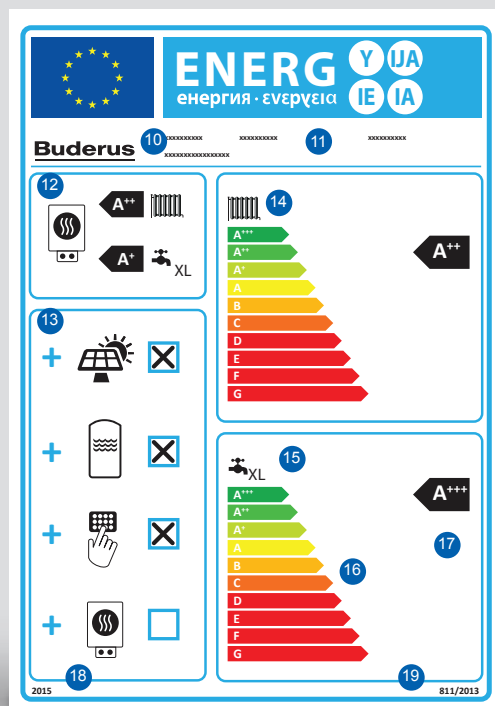 ENERG Y IJA
енергия · ενεργεια IE IA
Buderus 10 xxxxxxxxxx xxxxxxxxxx 11 xxxxxxxxxx
xxxxxxxxxxxxxxxxx
12
A++
A+ XL
13
+
+
+
+
14
A+++
A++
A+
A
B
C
D
E
F
G
A++
15
XL
A+++
A++
A+
A
B
C
D
E
F
G
A+++
16
17
18
19
2015
811/2013